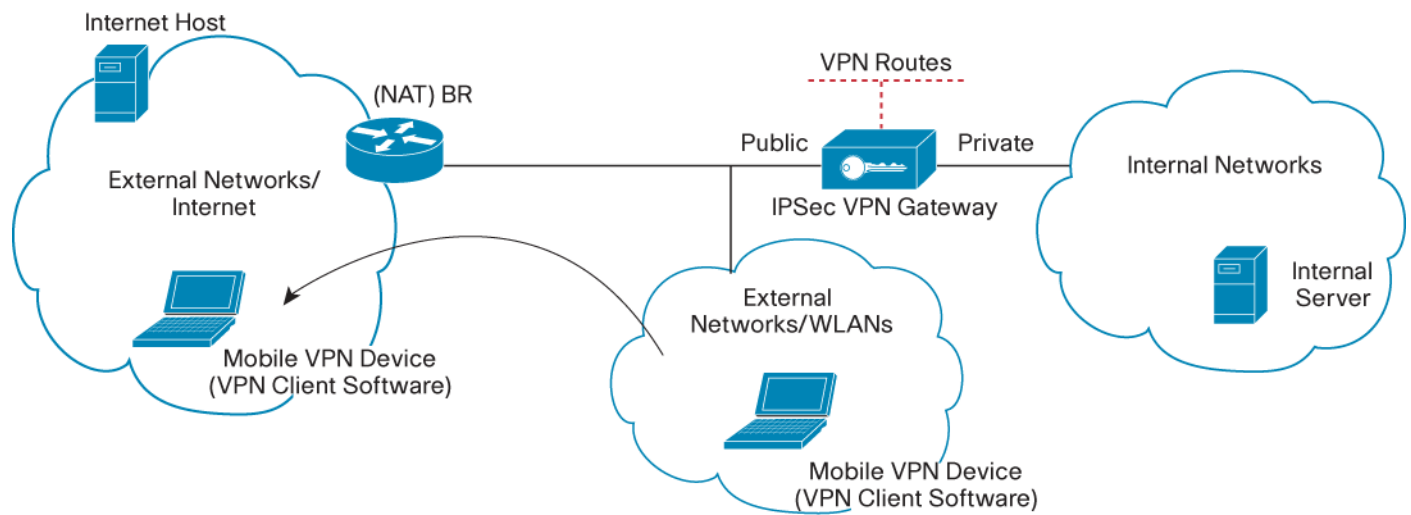 Internet Host
(NAT) BR
VPN Routes
Public
Private
External Networks/
Internet
IPSec VPN Gateway
Internal Networks
External
Networks/WLANs
Internal
Server
Mobile VPN Device
(VPN Client Software)
Mobile VPN Device
(VPN Client Software)